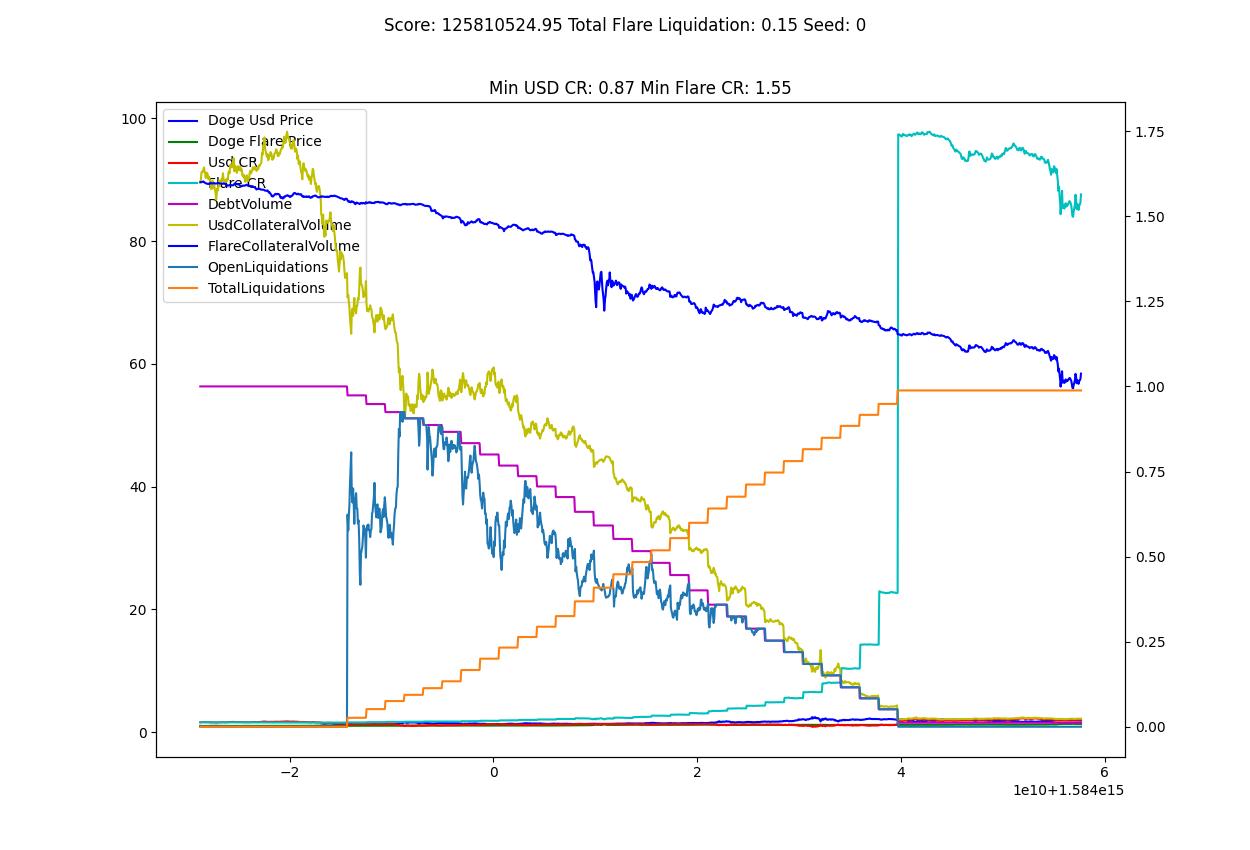 Score: 125810524.95 Total Flare Liquidation: 0.15 Seed: 0
Min USD CR: 0.87 Min Flare CR: 1.55
Doge Usd Price
Doge Flare Price
Usd CR
Flare CR
DebtVolume
UsdCollateralVolume
FlareCollateralVolume
OpenLiquidations
TotalLiquidations
100
80
60
40
20
0
1.75
1.50
1.25
1.00
0.75
0.50
0.25
0.00
−2
0
2
4
6
1e10+1.584e15